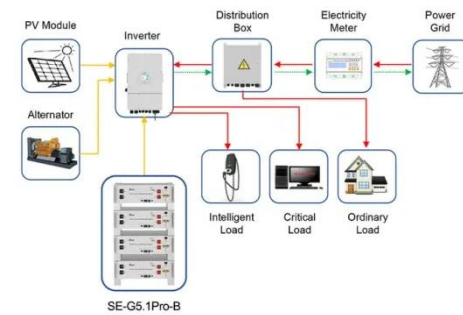 PV Module
Inverter
Distribution
Box
Electricity
Meter
Power
Grid
Alternator
Intelligent
Load
Critical
Load
Ordinary
Load
SE-G5.1Pro-B